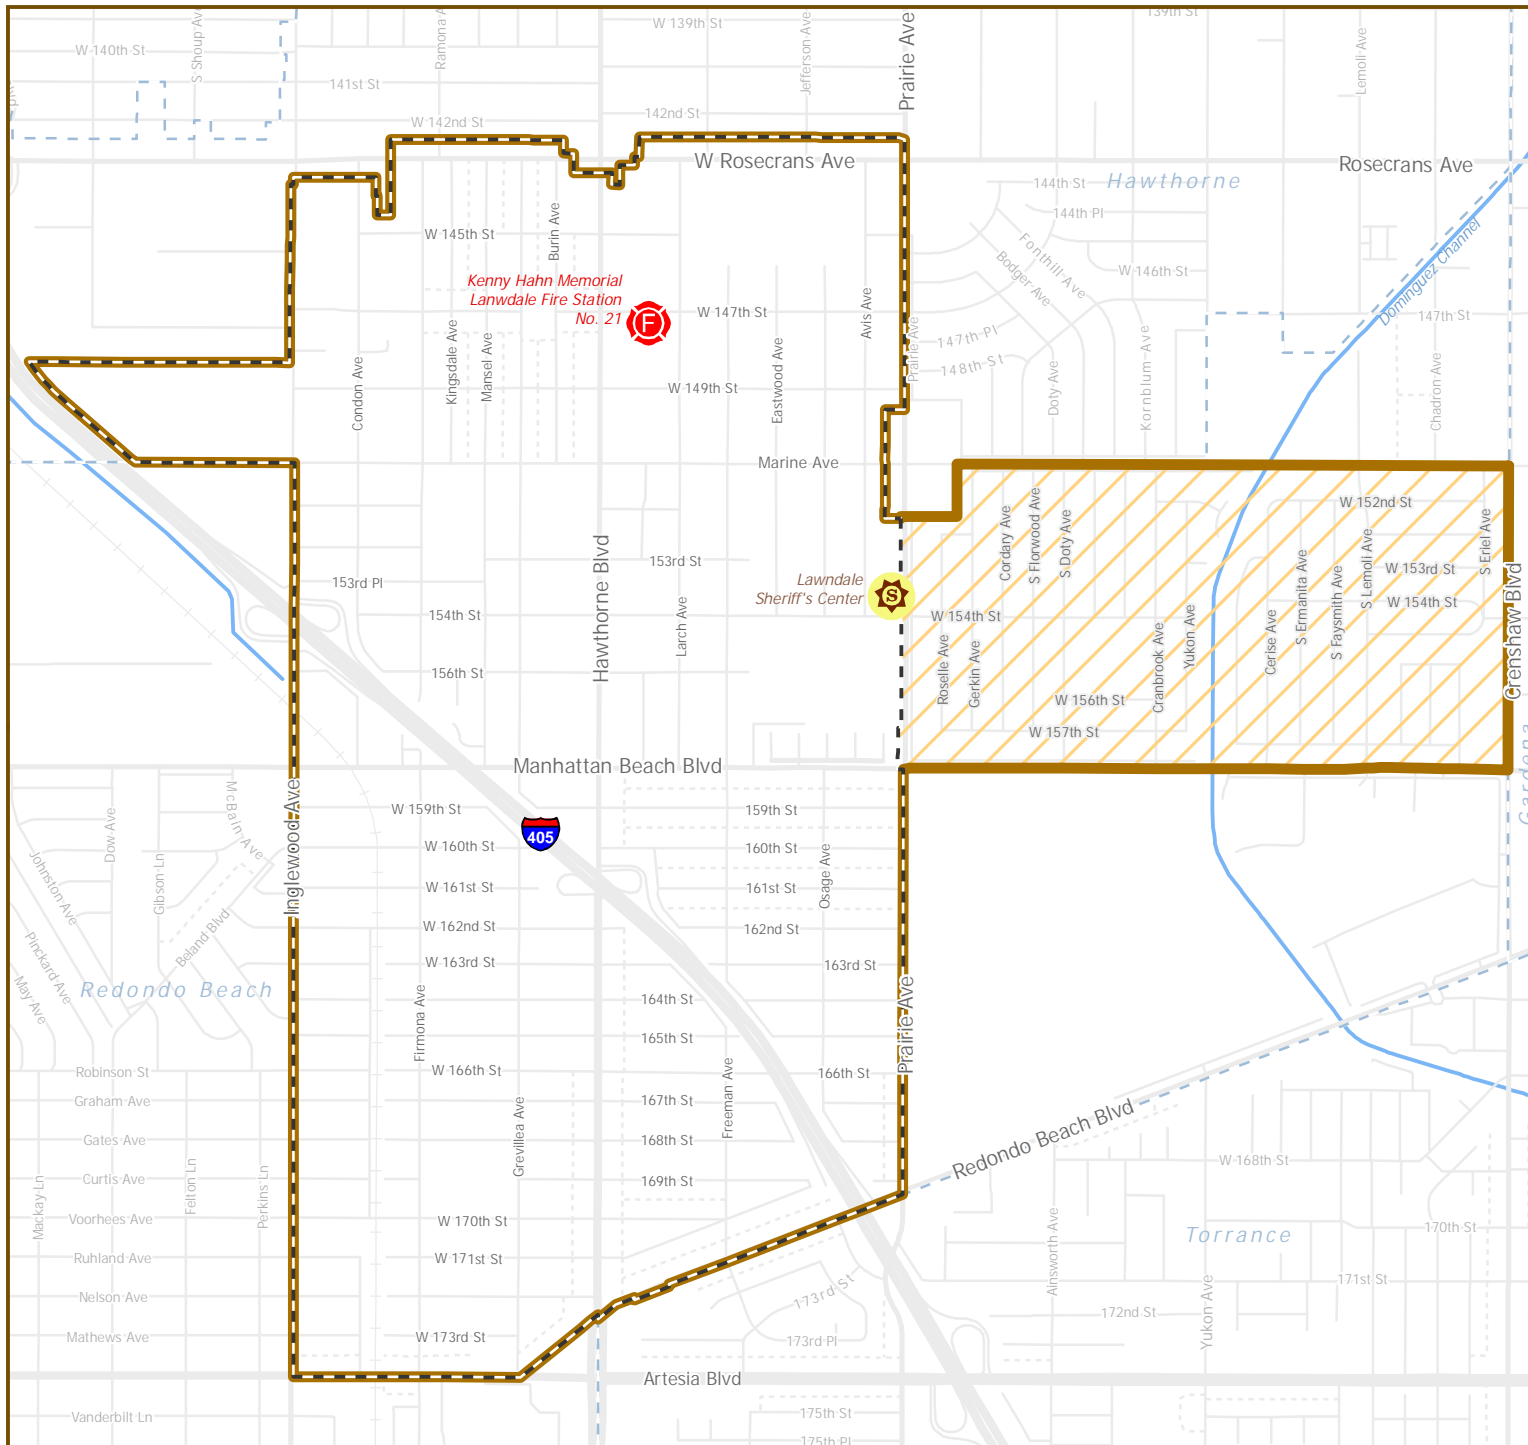 W 139th St
139th St
W 140th St
S Shoup Ave
Ramona A
Jefferson Ave
Prairie Ave
Lemoli Ave
141st St
W 142nd St
142nd St
W Rosecrans Ave
Rosecrans Ave
Hawthorne
144th St
144th Pl
W 145th St
Burin Ave
Fonthill Ave
Bodger Ave
W 146th St
Dominguez Channel
Kenny Hahn Memorial
Lanwdale Fire Station
No. 21
F
W 147th St
Avis Ave
Prairie Ave
147th Pl
148th St
147th St
Kornblum Ave
Doty Ave
Chadron Ave
Condon Ave
Kingsdale Ave
Mansel Ave
Eastwood Ave
W 149th St
Marine Ave
W 152nd St
Cordary Ave
S Florwood Ave
S Doty Ave
S Eriel Ave
Hawthorne Blvd
153rd St
153rd Pl
Lawndale
Sheriff's Center
S
S Ermanita Ave
S Faysmith Ave
S Lemoli Ave
W 153rd St
W 154th St
154th St
Larch Ave
W 154th St
Roselle Ave
Gerkin Ave
Cranbrook Ave
Yukon Ave
Cerise Ave
Crenshaw Blvd
156th St
W 156th St
W 157th St
Gardena
Manhattan Beach Blvd
Inglewood Ave
McBain Ave
Dow Ave
W 159th St
405
159th St
Johnston Ave
Gibson Ln
W 160th St
160th St
Osage Ave
W 161st St
161st St
Beland Blvd
W 162nd St
162nd St
Pinckard Ave
W 163rd St
163rd St
May Ave
Redondo Beach
164th St
Firmona Ave
Prairie Ave
165th St
Robinson St
W 166th St
166th St
Freeman Ave
Graham Ave
167th St
Redondo Beach Blvd
Grevillea Ave
Gates Ave
168th St
W 168th St
Curtis Ave
169th St
Mackay Ln
Felton Ln
Perkins Ln
Voorhees Ave
W 170th St
170th St
Torrance
Ainsworth Ave
Ruhland Ave
W 171st St
171st St
Nelson Ave
173rd St
172nd St
Yukon Ave
Mathews Ave
W 173rd St
173rd Pl
Artesia Blvd
Vanderbilt Ln
175th St
175th Pl